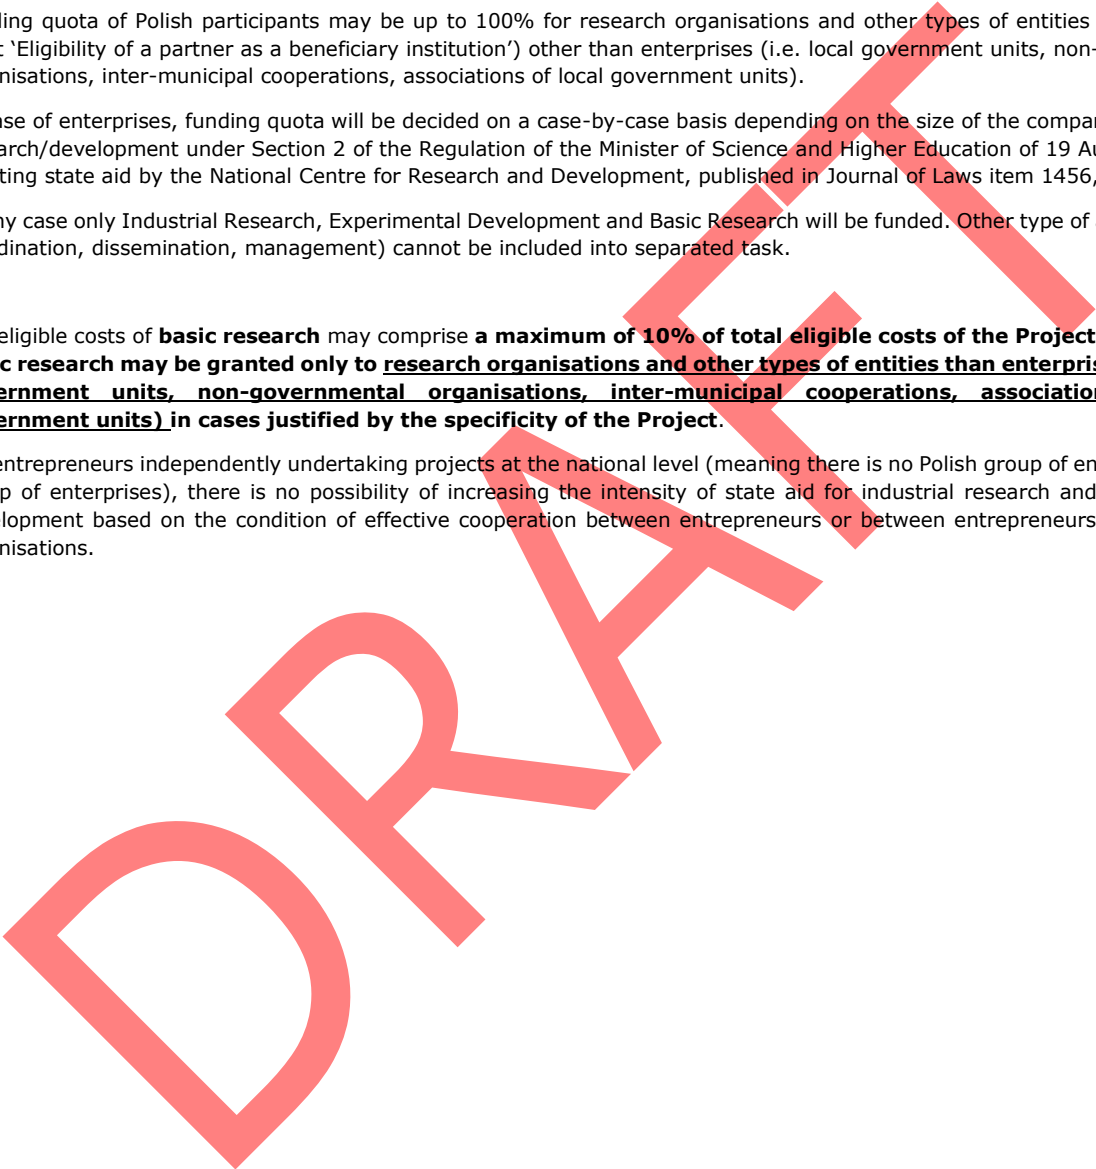 ling quota of Polish participants may be up to 100% for research organisations and other types of entities
t ‘Eligibility of a partner as a beneficiary institution’) other than enterprises (i.e. local government units, non-
nisations, inter-municipal cooperations, associations of local government units).
ase of enterprises, funding quota will be decided on a case-by-case basis depending on the size of the compa
arch/development under Section 2 of the Regulation of the Minister of Science and Higher Education of 19 Au
ting state aid by the National Centre for Research and Development, published in Journal of Laws item 1456,
ny case only Industrial Research, Experimental Development and Basic Research will be funded. Other type of a
dination, dissemination, management) cannot be included into separated task.
eligible costs of basic research may comprise a maximum of 10% of total eligible costs of the Project
ic research may be granted only to research organisations and other types of entities than enterpris
ernment units, non-governmental organisations, inter-municipal cooperations, association
ernment units) in cases justified by the specificity of the Project.
entrepreneurs independently undertaking projects at the national level (meaning there is no Polish group of en
p of enterprises), there is no possibility of increasing the intensity of state aid for industrial research and
elopment based on the condition of effective cooperation between entrepreneurs or between entrepreneurs
nisations.
DRAFT